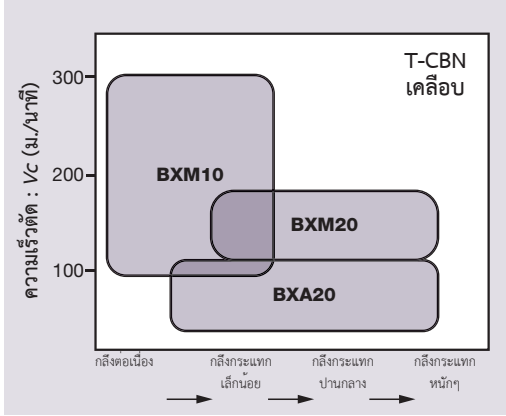 T-CBN
เคลือบ
ความเร็วตัด : Vc (ม./นาที)
300
200
100
BXM10
BXM20
BXA20
กลึงต่อเนื่อง
กลึงกระแทก
เล็กน้อย
กลึงกระแทก
ปานกลาง
กลึงกระแทก
หนักๆ